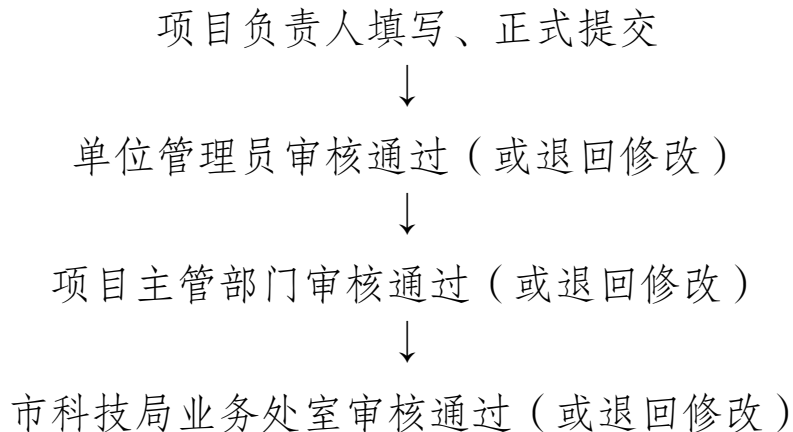 项目负责人填写、正式提交
↓
单位管理员审核通过（或退回修改）
↓
项目主管部门审核通过（或退回修改）
↓
市科技局业务处室审核通过（或退回修改）